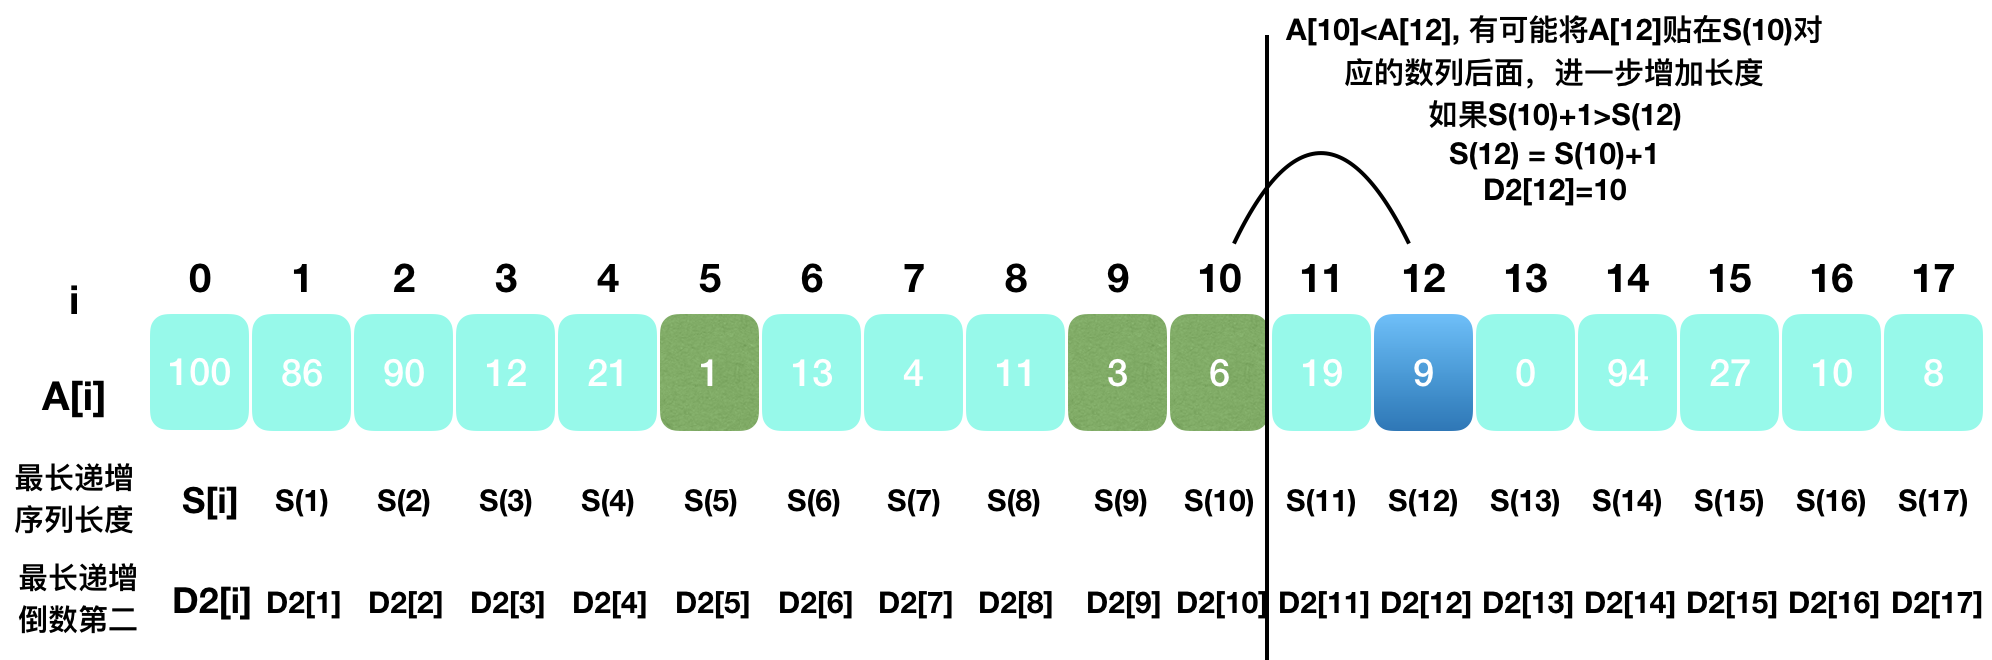 A[10]<A[12], 有可能将A[12]贴在S(10)对
应的数列后面，进一步增加长度
如果S(10)+1>S(12)
S(12) = S(10)+1
D2[12]=10
i 0 1 2 3 4 5 6 7 8 9 10 11 12 13 14 15 16 17
A[i] 100 86 90 12 21 1 13 4 11 3 6 19 9 0 94 27 10 8
最长递增
序列长度
S[i] S(1) S(2) S(3) S(4) S(5) S(6) S(7) S(8) S(9) S(10) S(11) S(12) S(13) S(14) S(15) S(16) S(17)
最长递增
倒数第二
D2[i] D2[1] D2[2] D2[3] D2[4] D2[5] D2[6] D2[7] D2[8] D2[9] D2[10] D2[11] D2[12] D2[13] D2[14] D2[15] D2[16] D2[17]